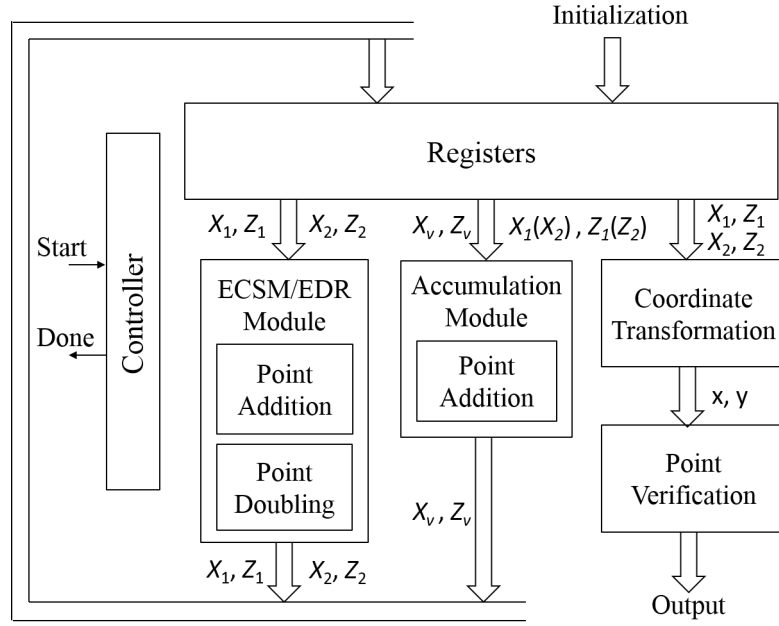 Initialization
Registers
X₁, Z₁ X₂, Z₂
Xᵥ, Zᵥ X₁(X₂) , Z₁(Z₂)
X₁, Z₁
X₂, Z₂
Start
Done
Controller
ECSM/EDR
Module
Point
Addition
Point
Doubling
Accumulation
Module
Point
Addition
Coordinate
Transformation
x, y
Point
Verification
X₁, Z₁ X₂, Z₂
Xᵥ , Zᵥ
Output